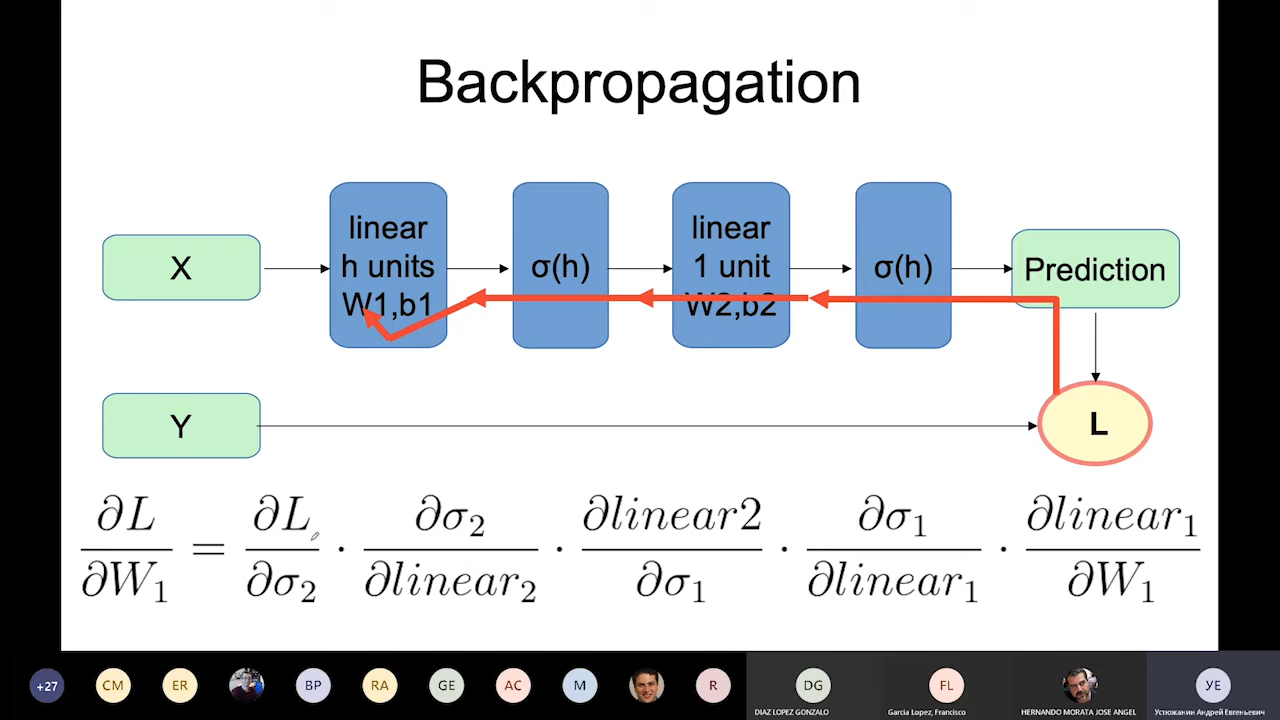 Backpropagation
X
linear
h units
W1,b1
σ(h)
linear
1 unit
W2,b2
σ(h)
Prediction
Y
L
∂L/∂W₁ = ∂L/∂σ₂ · ∂σ₂/∂linear₂ · ∂linear2/∂σ₁ · ∂σ₁/∂linear₁ · ∂linear₁/∂W₁
+27 CM ER BP RA GE AC M R DG FL УЕ
DIAZ LOPEZ GONZALO
Garcia Lopez, Francisco
HERNANDO MORATA JOSE ANGEL
Устюжанин Андрей Евгеньевич